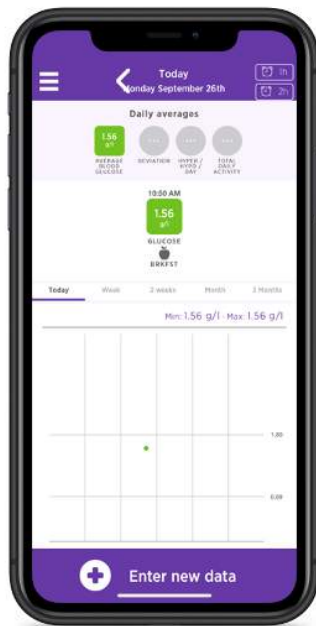 Today
Monday September 26th
1h
2h
Daily averages
1.56
g/l
AVERAGE
BLOOD
GLUCOSE
DEVIATION
HYPER /
HYPO /
DAY
TOTAL
DAILY
ACTIVITY
10:50 AM
1.56
g/l
GLUCOSE
BRKFST
Today
Week
2 weeks
Month
3 Months
Min: 1.56 g/l - Max: 1.56 g/l
Enter new data